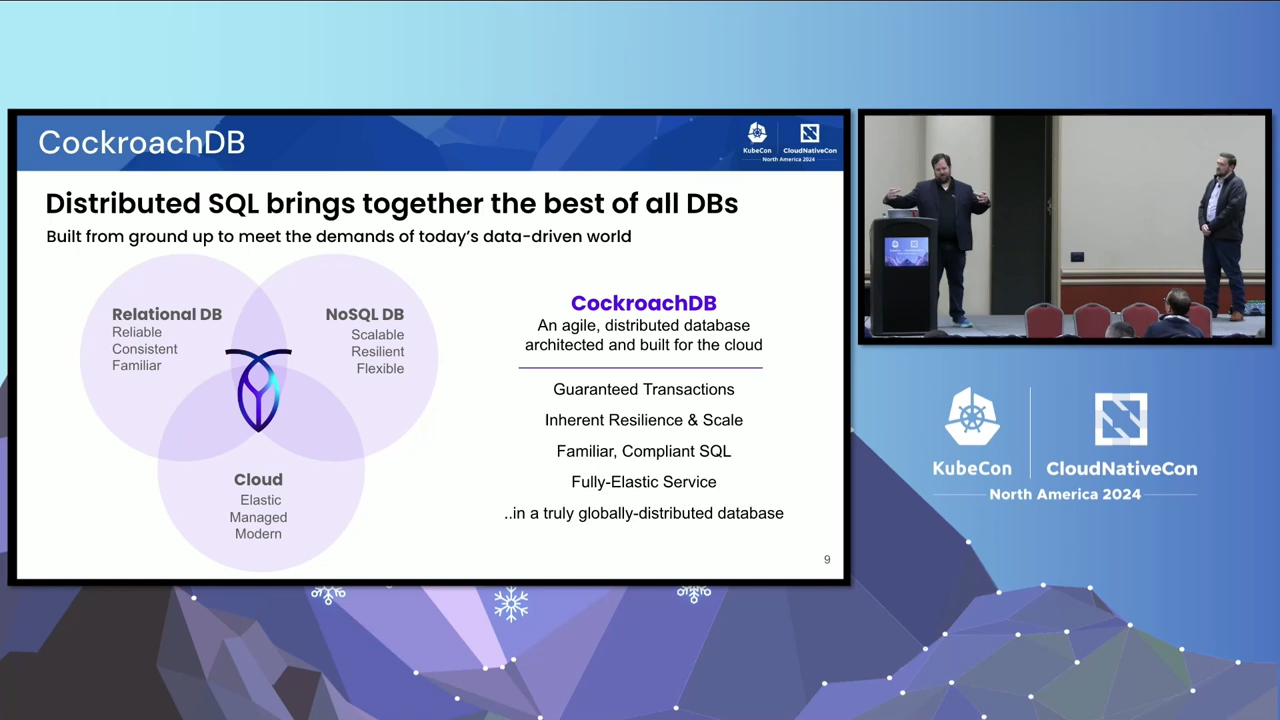 CockroachDB
KubeCon
CloudNativeCon
North America 2024
Distributed SQL brings together the best of all DBs
Built from ground up to meet the demands of today's data-driven world
Relational DB
Reliable
Consistent
Familiar
NoSQL DB
Scalable
Resilient
Flexible
Cloud
Elastic
Managed
Modern
CockroachDB
An agile, distributed database
architected and built for the cloud
Guaranteed Transactions
Inherent Resilience & Scale
Familiar, Compliant SQL
Fully-Elastic Service
..in a truly globally-distributed database
9
KubeCon
CloudNativeCon
North America 2024